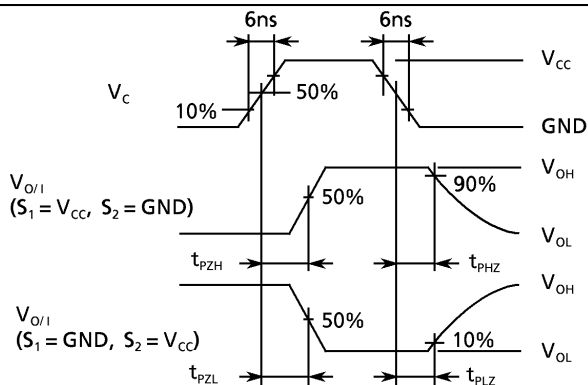 6ns 6ns
V_CC
V_C 50%
10%
GND
V_O/I V_OH
(S_1 = V_CC, S_2 = GND) 50% 90%
V_OL
t_PZH t_PHZ
V_OH
V_O/I
(S_1 = GND, S_2 = V_CC) 50% 10%
V_OL
t_PZL t_PLZ